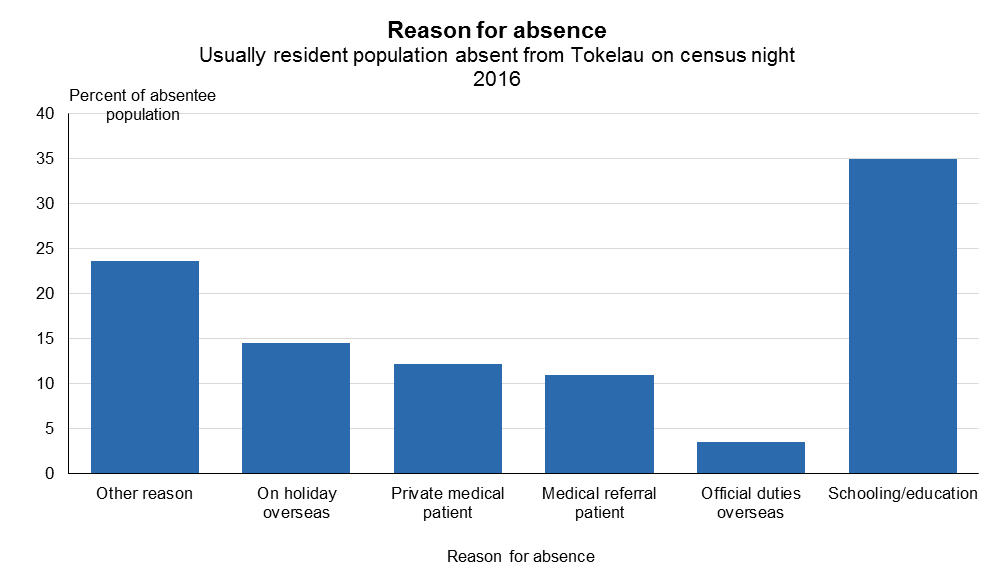 Reason for absence
Usually resident population absent from Tokelau on census night
2016
Percent of absentee
population
40
35
30
25
20
15
10
5
0
Other reason
On holiday
overseas
Private medical
patient
Medical referral
patient
Official duties
overseas
Schooling/education
Reason for absence